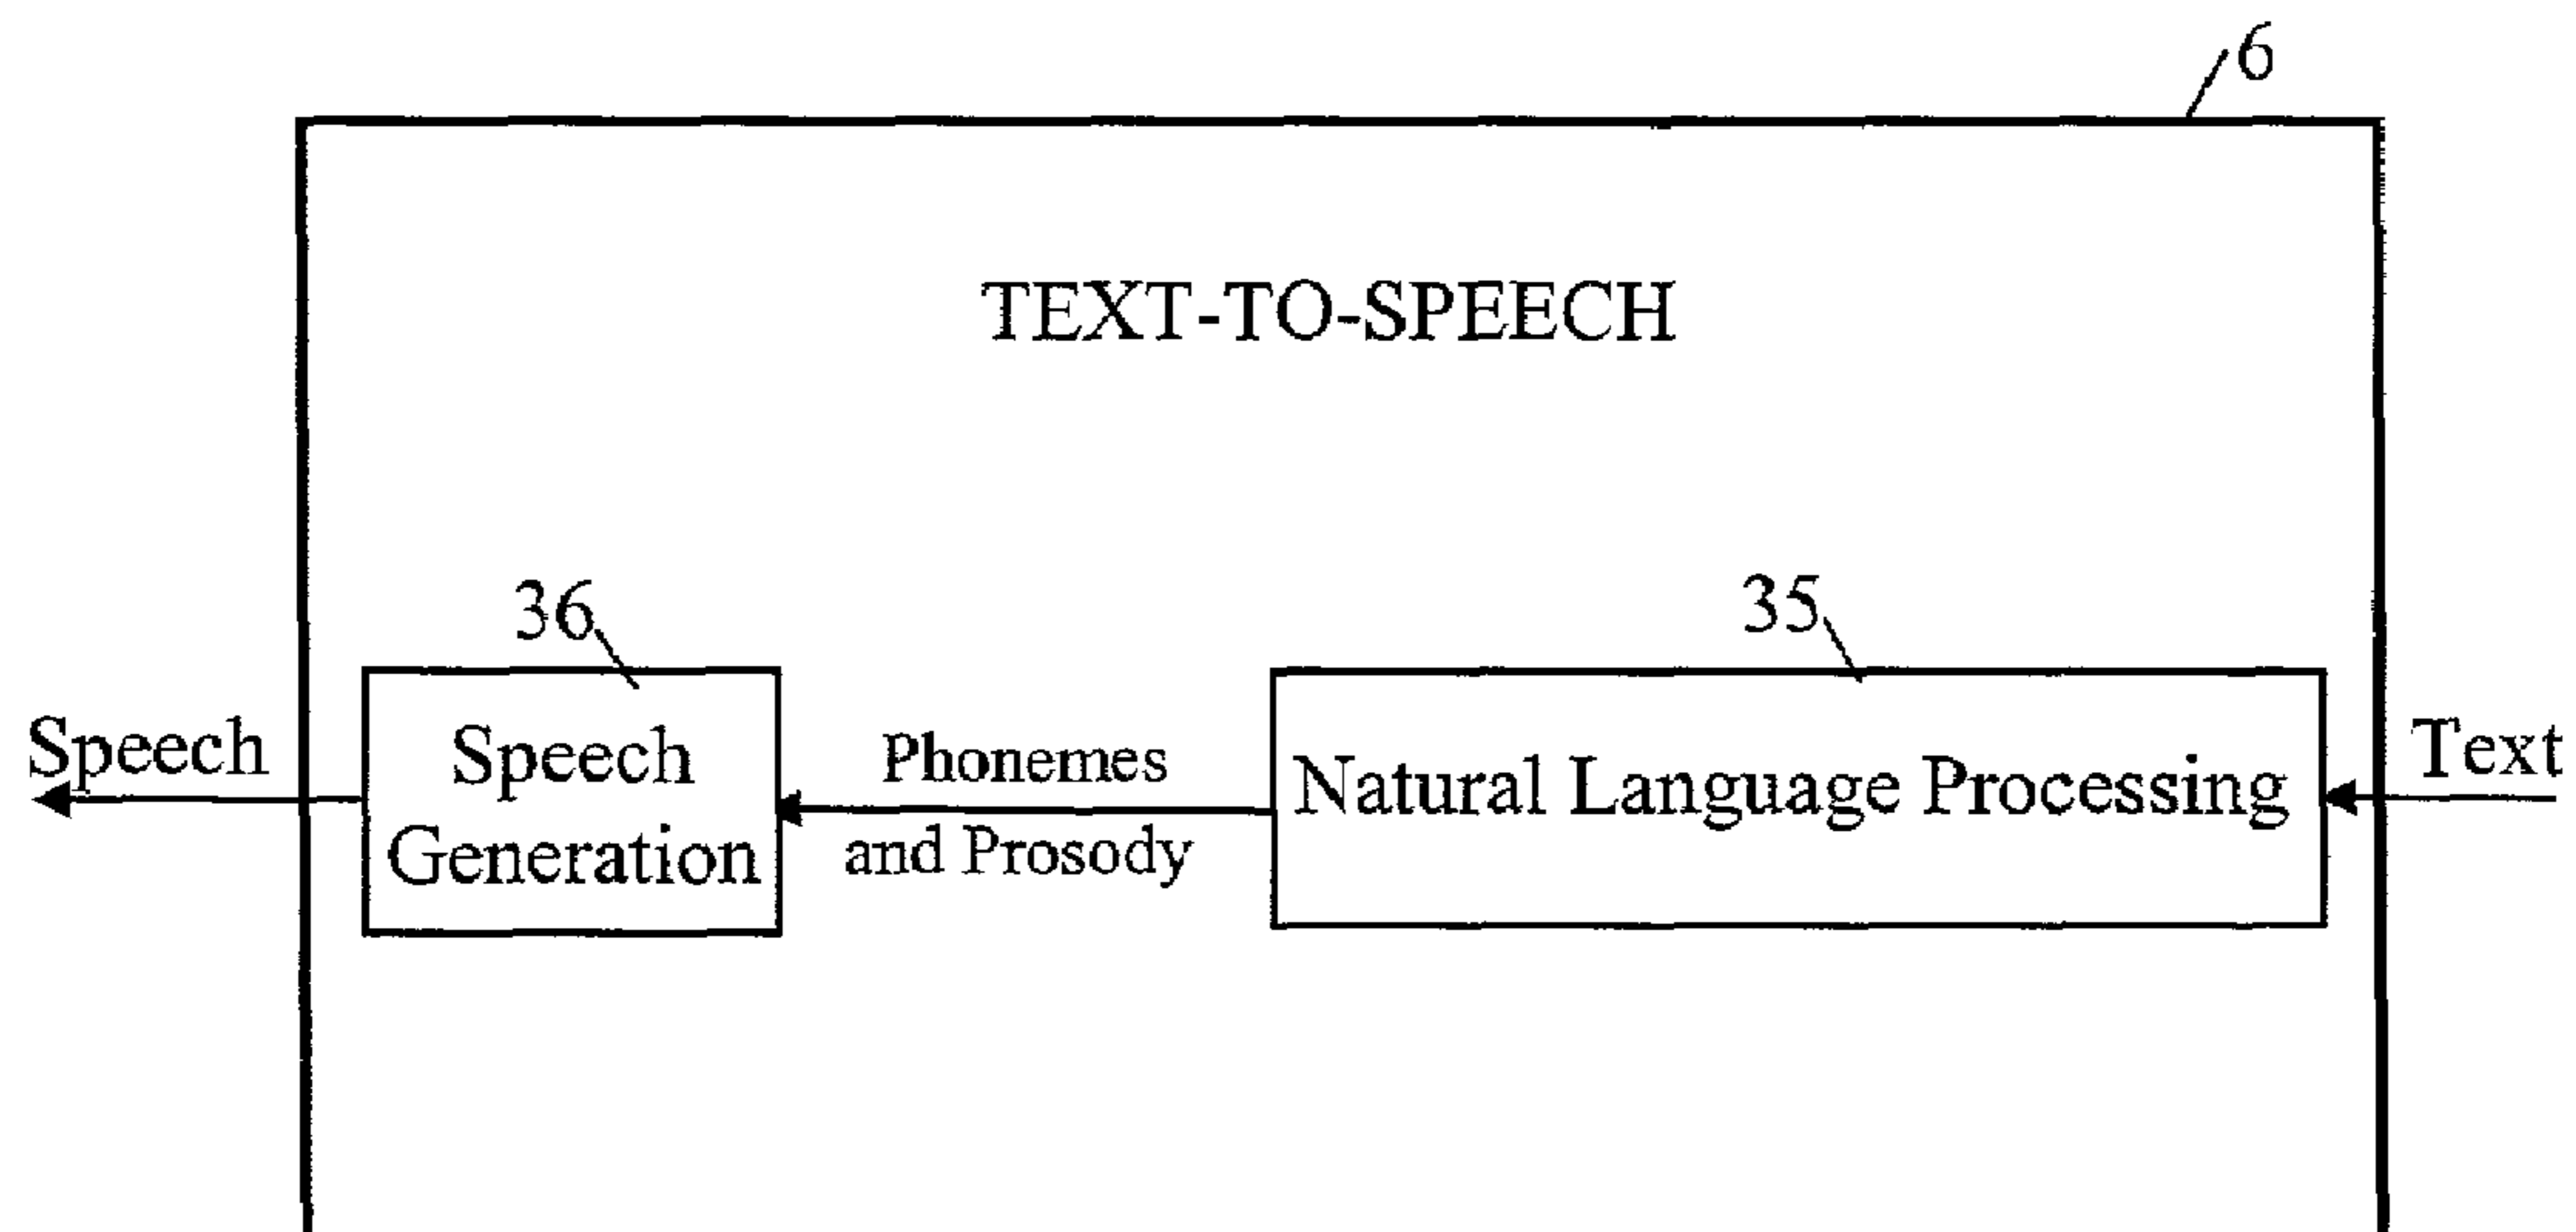 6
TEXT-TO-SPEECH
36
35
Speech
Speech
Generation
Phonemes
and Prosody
Natural Language Processing
Text